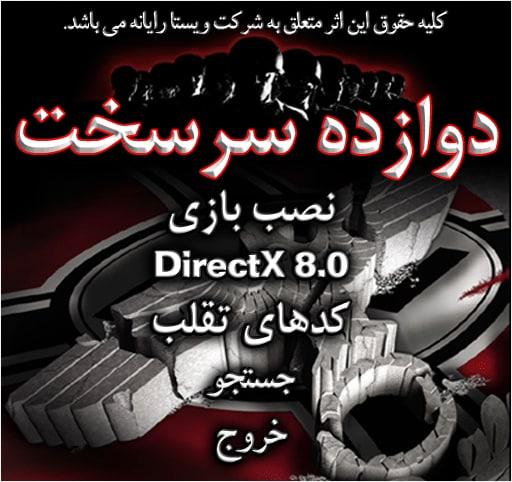 کلیه حقوق این اثر متعلق به شرکت ویستا رایانه می باشد.
دوازده سرسخت
نصب بازی
DirectX 8.0
کدهای تقلب
جستجو
خروج